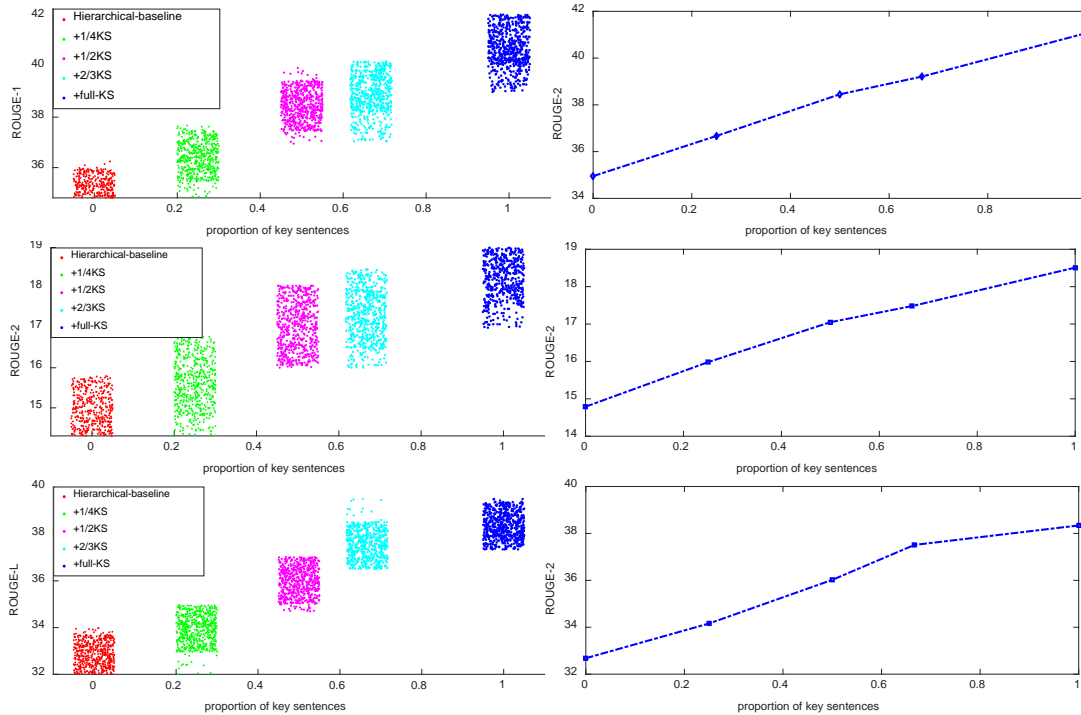 42
40
38
36
ROUGE-1
Hierarchical-baseline
+1/4KS
+1/2KS
+2/3KS
+full-KS
0 0.2 0.4 0.6 0.8 1
proportion of key sentences
42
41
40
39
38
37
36
35
34
ROUGE-2
0 0.2 0.4 0.6 0.8
proportion of key sentences
19
18
17
16
15
ROUGE-2
Hierarchical-baseline
+1/4KS
+1/2KS
+2/3KS
+full-KS
0 0.2 0.4 0.6 0.8 1
proportion of key sentences
19
18
17
16
15
14
ROUGE-2
0 0.2 0.4 0.6 0.8 1
proportion of key sentences
40
38
36
34
32
ROUGE-L
Hierarchical-baseline
+1/4KS
+1/2KS
+2/3KS
+full-KS
0 0.2 0.4 0.6 0.8 1
proportion of key sentences
40
38
36
34
32
ROUGE-2
0 0.2 0.4 0.6 0.8 1
proportion of key sentences